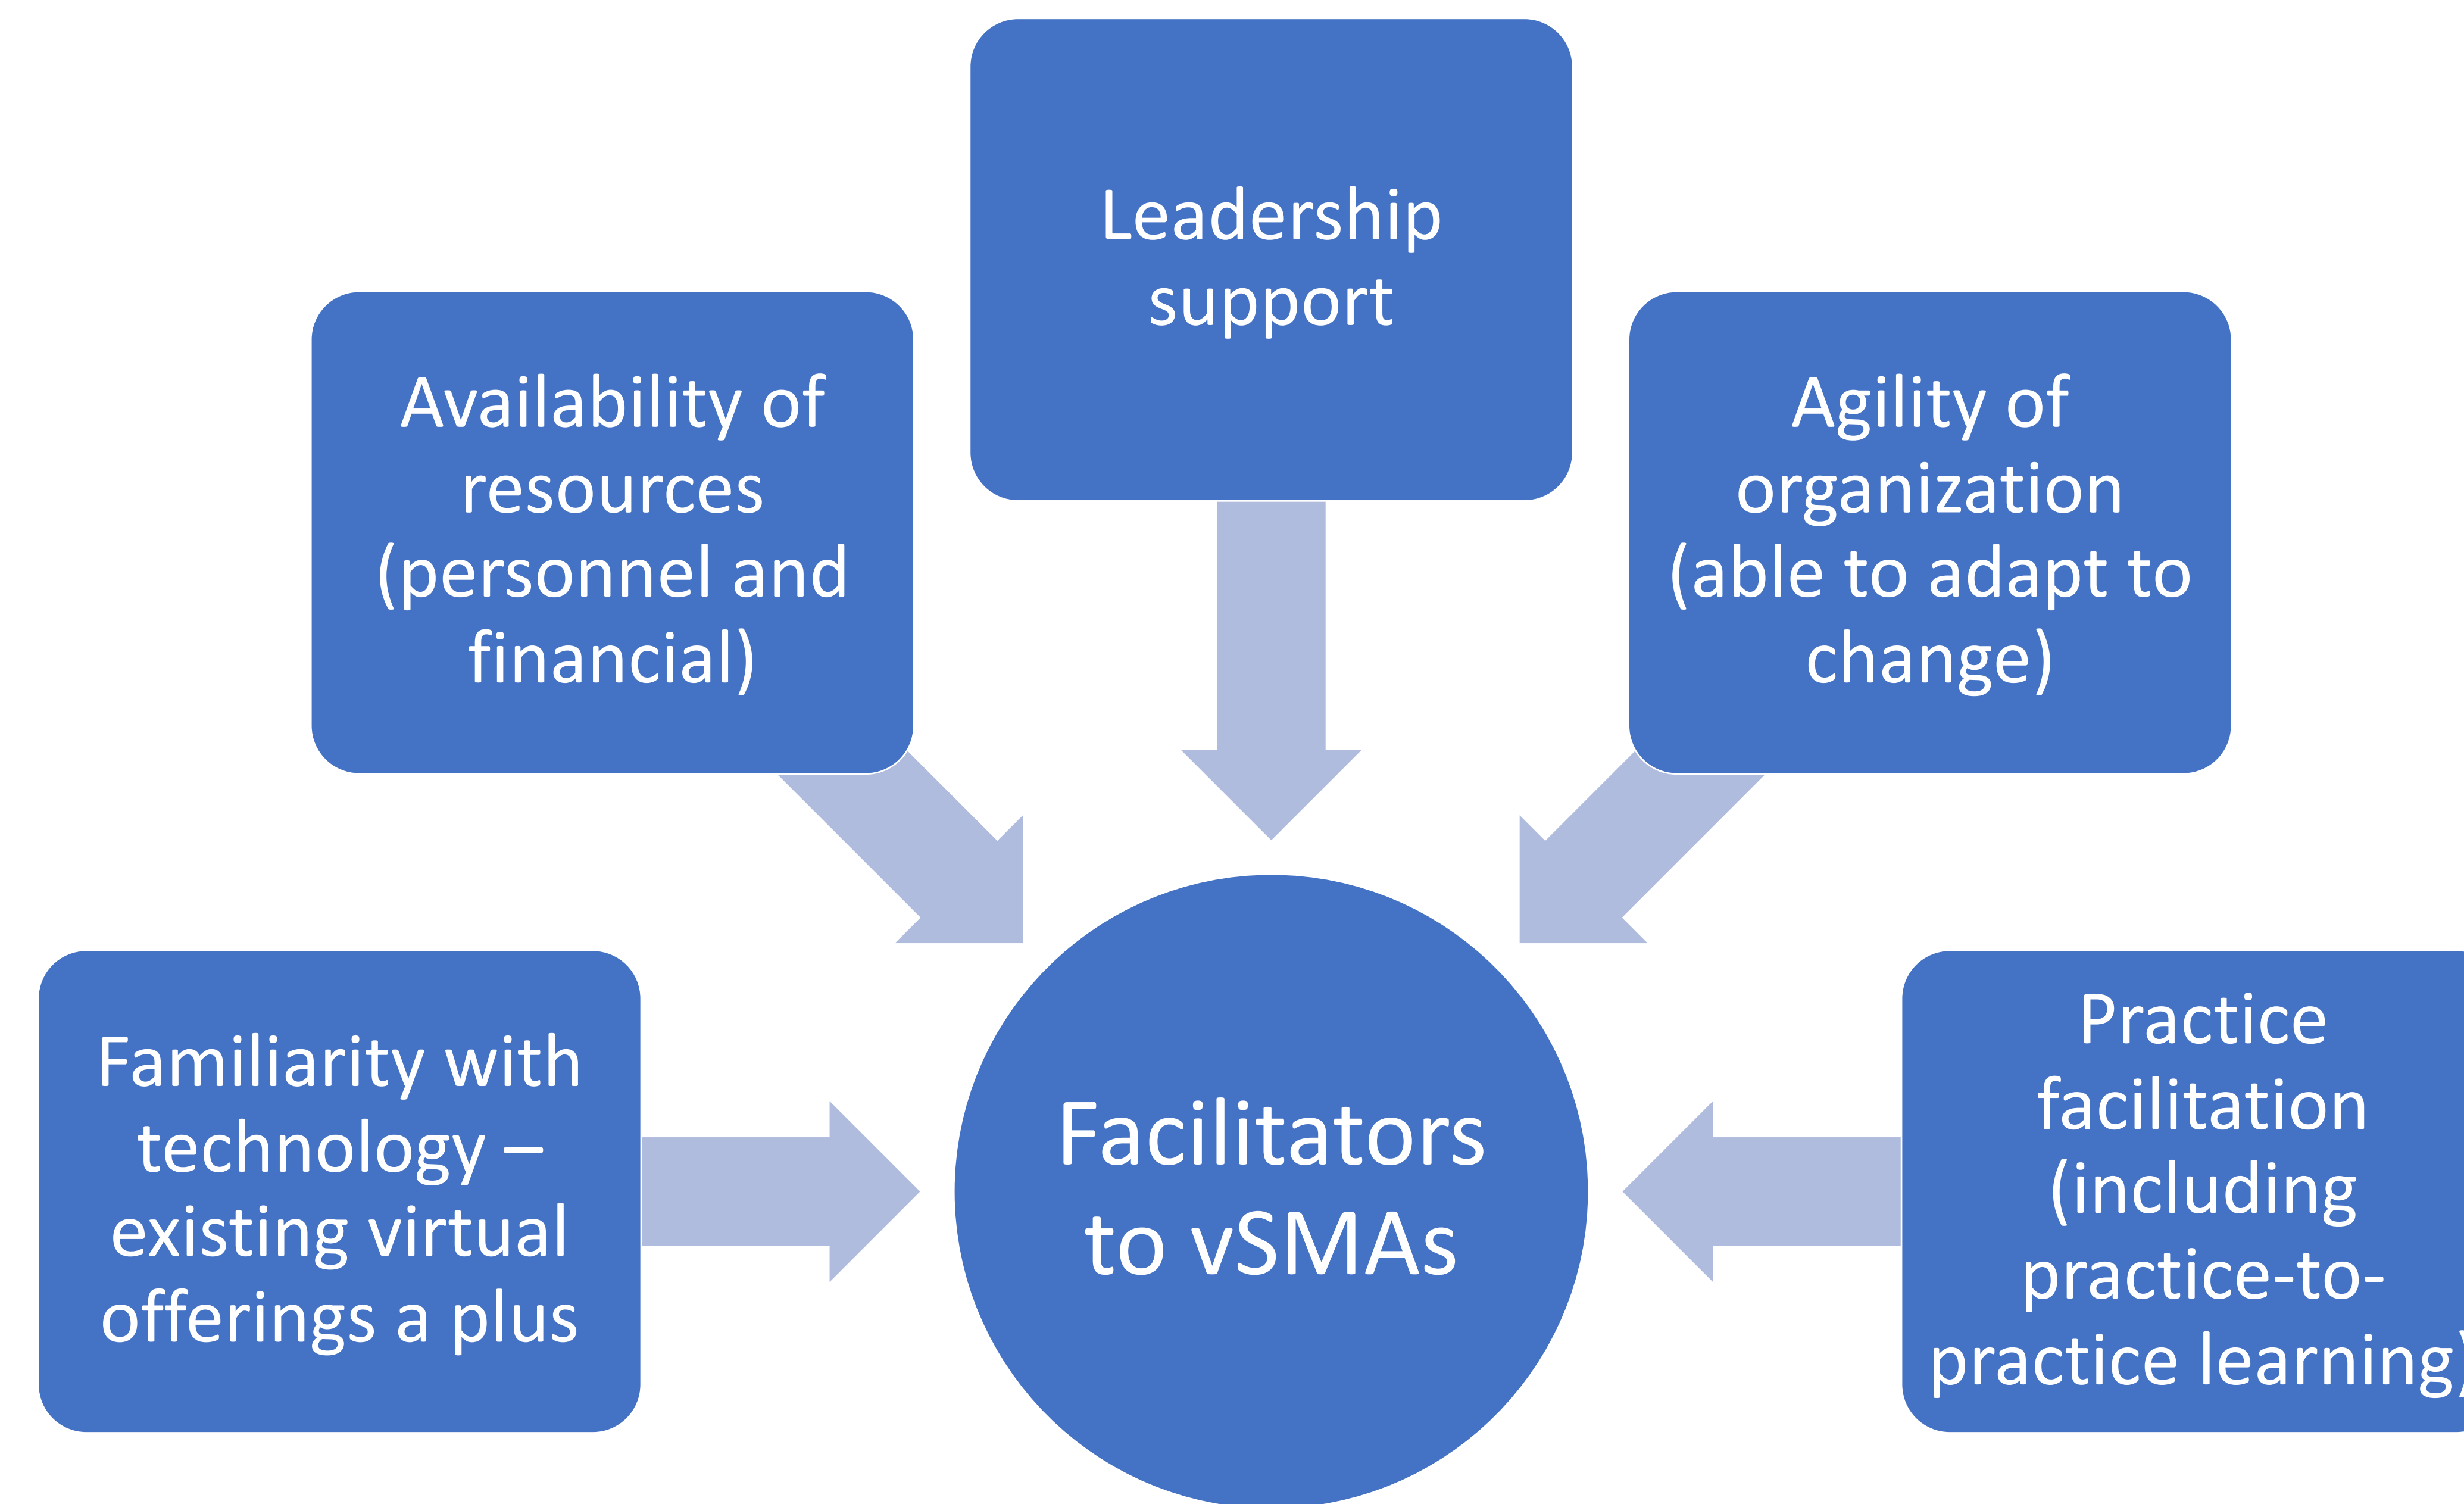 Leadership
support
Availability of
resources
(personnel and
financial)
Agility of
organization
(able to adapt to
change)
Familiarity with
technology –
existing virtual
offerings a plus
Facilitators
to vSMAs
Practice
facilitation
(including
practice-to-
practice learning)